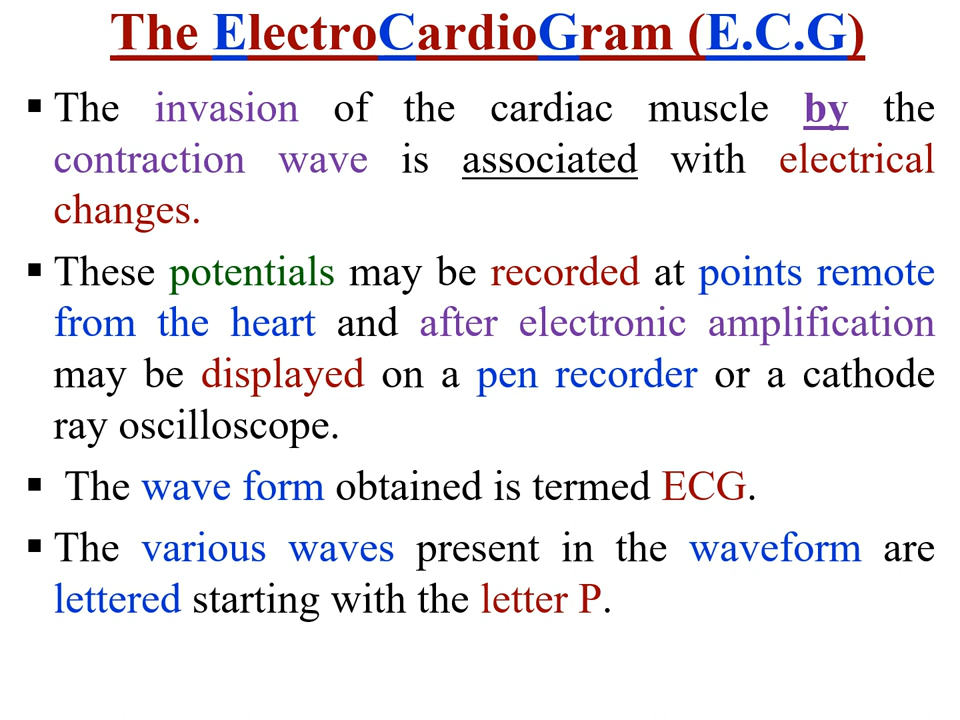 The ElectroCardioGram (E.C.G)
▪ The invasion of the cardiac muscle by the
contraction wave is associated with electrical
changes.
▪ These potentials may be recorded at points remote
from the heart and after electronic amplification
may be displayed on a pen recorder or a cathode
ray oscilloscope.
▪ The wave form obtained is termed ECG.
▪ The various waves present in the waveform are
lettered starting with the letter P.